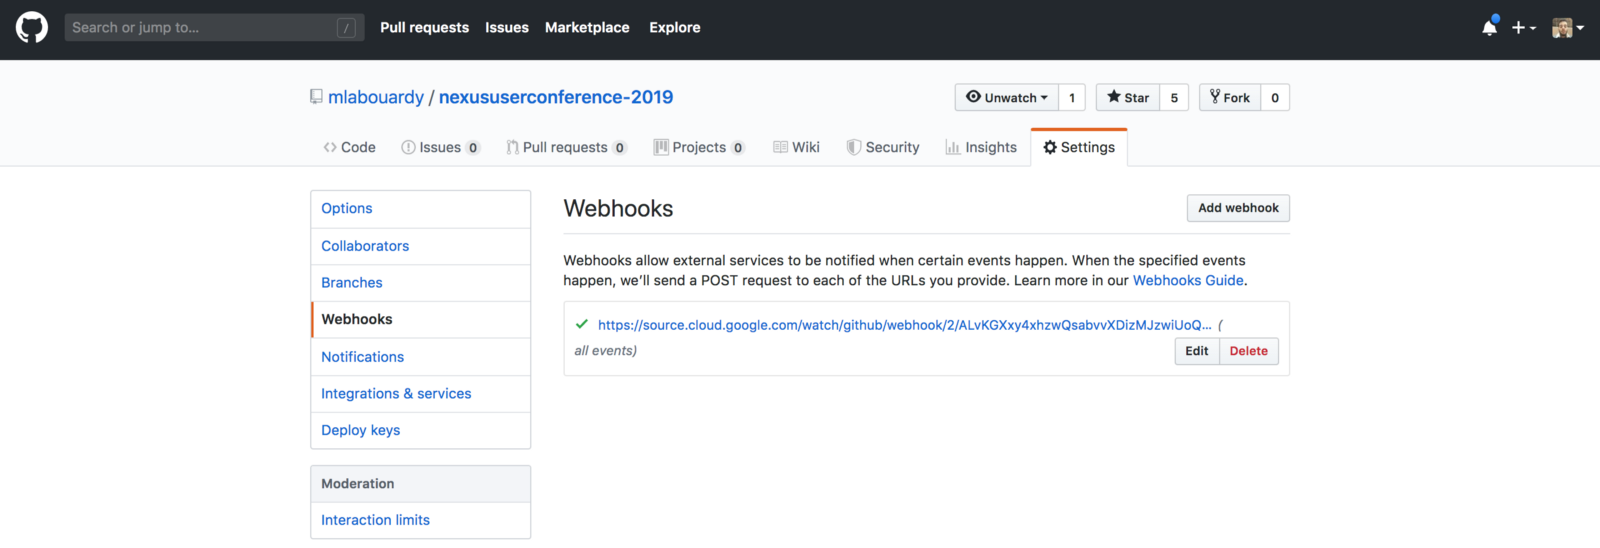 Search or jump to... / Pull requests Issues Marketplace Explore
mlabouardy / nexususerconference-2019 Unwatch 1 Star 5 Fork 0
Code Issues 0 Pull requests 0 Projects 0 Wiki Security Insights Settings
Options
Collaborators
Branches
Webhooks
Notifications
Integrations & services
Deploy keys
Moderation
Interaction limits
Webhooks Add webhook
Webhooks allow external services to be notified when certain events happen. When the specified events
happen, we’ll send a POST request to each of the URLs you provide. Learn more in our Webhooks Guide.
https://source.cloud.google.com/watch/github/webhook/2/ALvKGXxy4xhzwQsabvvXDizMJzwiUoQ... (
all events) Edit Delete